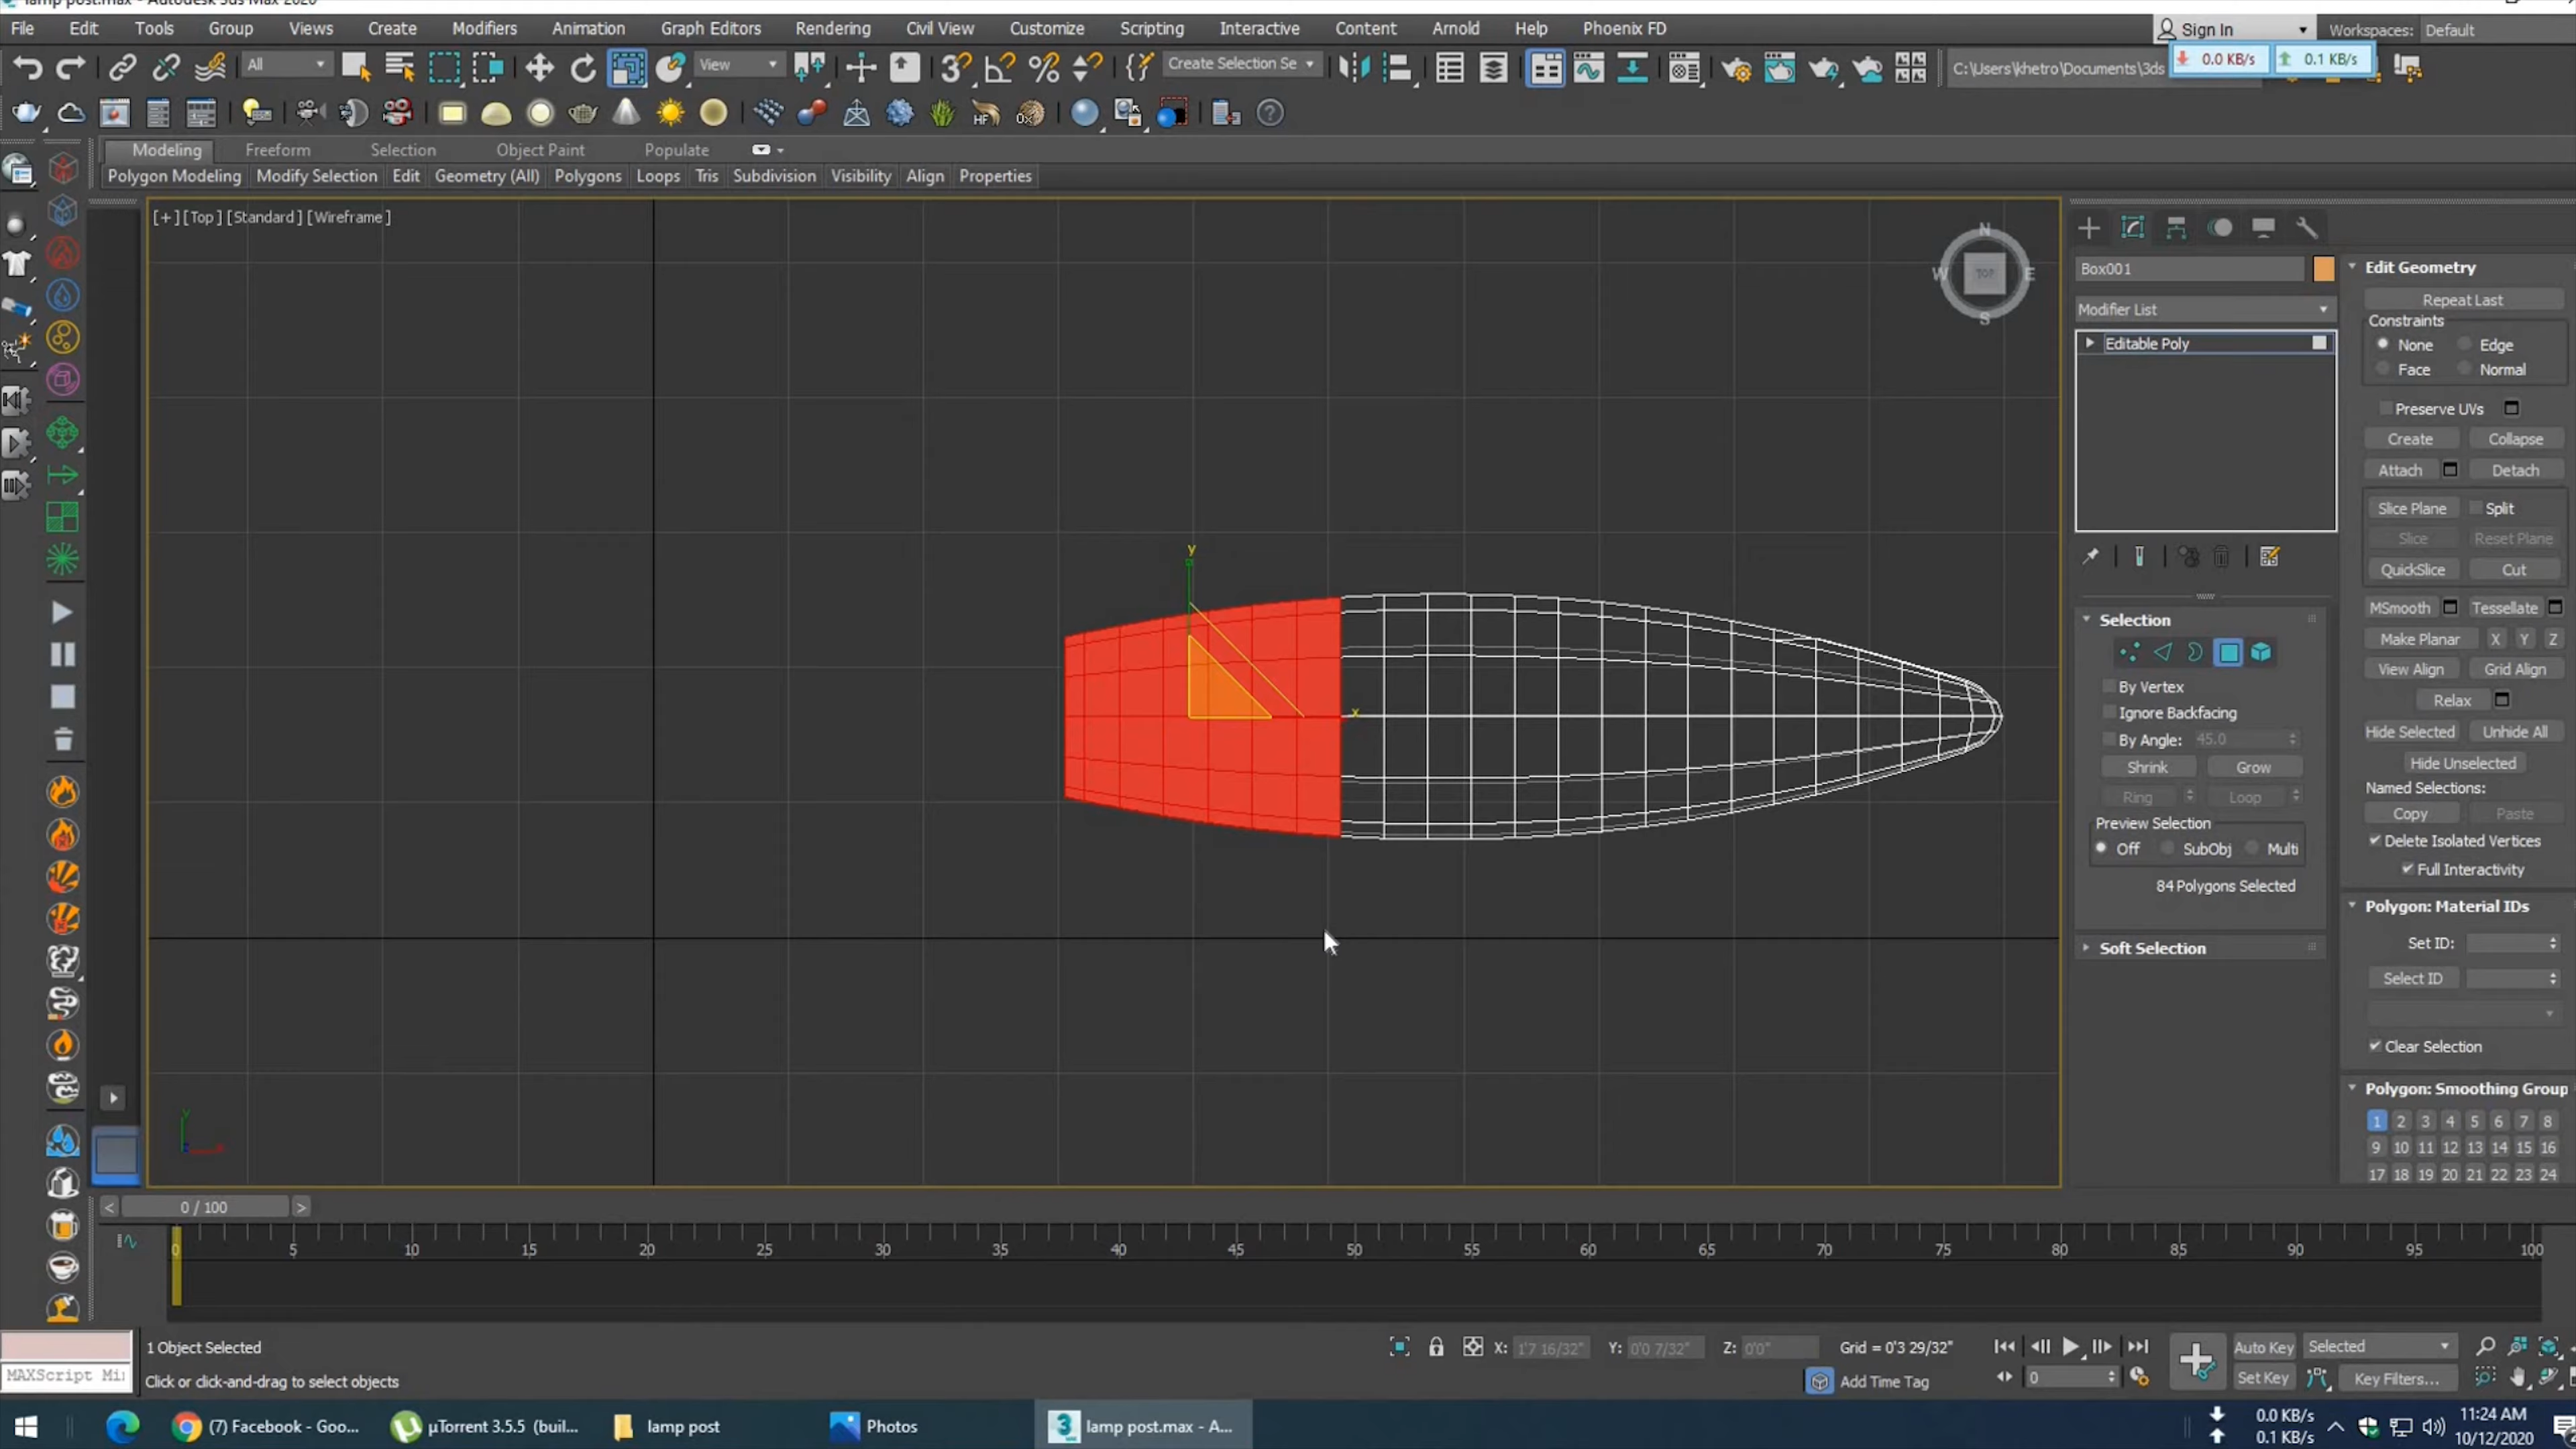 lamp post.max - Autodesk 3ds Max 2020
File Edit Tools Group Views Create Modifiers Animation Graph Editors Rendering Civil View Customize Scripting Interactive Content Arnold Help Phoenix FD Sign In Workspaces: Default
All View Create Selection Se C:\Users\khetro\Documents\3ds 0.0 KB/s 0.1 KB/s
Modeling Freeform Selection Object Paint Populate
Polygon Modeling Modify Selection Edit Geometry (All) Polygons Loops Tris Subdivision Visibility Align Properties
[+] [Top] [Standard] [Wireframe]
N
W TOP E
S
y
x
Y
Box001
Modifier List
Editable Poly
Selection
By Vertex
Ignore Backfacing
By Angle: 45.0
Shrink Grow
Ring Loop
Preview Selection
Off SubObj Multi
84 Polygons Selected
Soft Selection
Edit Geometry
Repeat Last
Constraints
None Edge
Face Normal
Preserve UVs
Create Collapse
Attach Detach
Slice Plane Split
Slice Reset Plane
QuickSlice Cut
MSmooth Tessellate
Make Planar X Y Z
View Align Grid Align
Relax
Hide Selected Unhide All
Hide Unselected
Named Selections:
Copy Paste
Delete Isolated Vertices
Full Interactivity
Polygon: Material IDs
Set ID:
Select ID
Clear Selection
Polygon: Smoothing Group
1 2 3 4 5 6 7 8
9 10 11 12 13 14 15 16
17 18 19 20 21 22 23 24
< 0 / 100 >
0 5 10 15 20 25 30 35 40 45 50 55 60 65 70 75 80 85 90 95 100
1 Object Selected X: 1'7 16/32" Y: 0'0 7/32" Z: 0'0" Grid = 0'3 29/32" Auto Key Selected
MAXScript Mi Click or click-and-drag to select objects Add Time Tag 0 Set Key Key Filters...
(7) Facebook - Goo... µTorrent 3.5.5 (buil... lamp post Photos 3 lamp post.max - A... 0.0 KB/s 0.1 KB/s 11:24 AM
10/12/2020